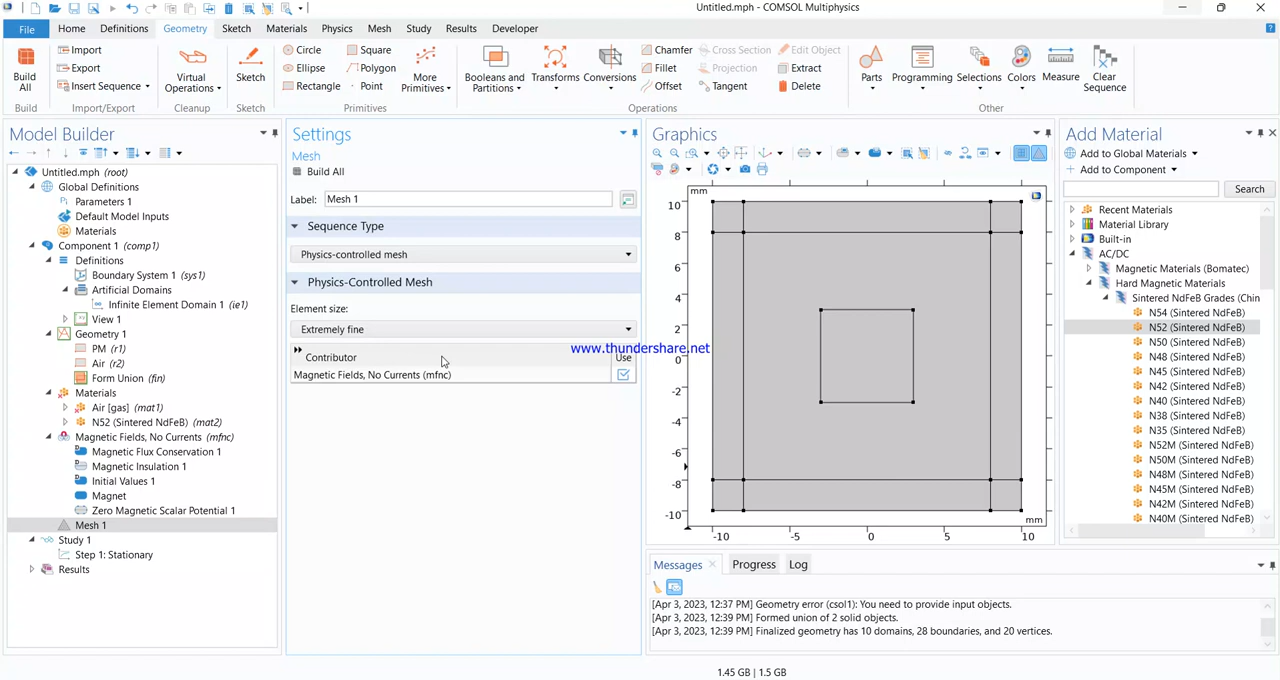 Untitled.mph - COMSOL Multiphysics
File Home Definitions Geometry Sketch Materials Physics Mesh Study Results Developer
Build All
Build
Import
Export
Insert Sequence
Import/Export
Virtual Operations
Cleanup
Sketch
Sketch
Circle Square
Ellipse Polygon
Rectangle Point
More Primitives
Primitives
Booleans and Partitions
Transforms
Conversions
Chamfer Cross Section Edit Object
Fillet Projection Extract
Offset Tangent Delete
Operations
Parts
Programming
Selections
Colors
Measure
Clear Sequence
Other
Model Builder
Untitled.mph (root)
Global Definitions
Parameters 1
Default Model Inputs
Materials
Component 1 (comp1)
Definitions
Boundary System 1 (sys1)
Artificial Domains
Infinite Element Domain 1 (ie1)
View 1
Geometry 1
PM (r1)
Air (r2)
Form Union (fin)
Materials
Air [gas] (mat1)
N52 (Sintered NdFeB) (mat2)
Magnetic Fields, No Currents (mfnc)
Magnetic Flux Conservation 1
Magnetic Insulation 1
Initial Values 1
Magnet
Zero Magnetic Scalar Potential 1
Mesh 1
Study 1
Step 1: Stationary
Results
Settings
Mesh
Build All
Label: Mesh 1
Sequence Type
Physics-controlled mesh
Physics-Controlled Mesh
Element size:
Extremely fine
Contributor Use
Magnetic Fields, No Currents (mfnc)
www.thundershare.net
Graphics
mm
10
8
6
4
2
0
-2
-4
-6
-8
-10
mm
-10 -5 0 5 10
Messages Progress Log
[Apr 3, 2023, 12:37 PM] Geometry error (csol1): You need to provide input objects.
[Apr 3, 2023, 12:39 PM] Formed union of 2 solid objects.
[Apr 3, 2023, 12:39 PM] Finalized geometry has 10 domains, 28 boundaries, and 20 vertices.
Add Material
Add to Global Materials
Add to Component
Search
Recent Materials
Material Library
Built-in
AC/DC
Magnetic Materials (Bomatec)
Hard Magnetic Materials
Sintered NdFeB Grades (Chin
N54 (Sintered NdFeB)
N52 (Sintered NdFeB)
N50 (Sintered NdFeB)
N48 (Sintered NdFeB)
N45 (Sintered NdFeB)
N42 (Sintered NdFeB)
N40 (Sintered NdFeB)
N38 (Sintered NdFeB)
N35 (Sintered NdFeB)
N52M (Sintered NdFeB)
N50M (Sintered NdFeB)
N48M (Sintered NdFeB)
N45M (Sintered NdFeB)
N42M (Sintered NdFeB)
N40M (Sintered NdFeB)
1.45 GB | 1.5 GB